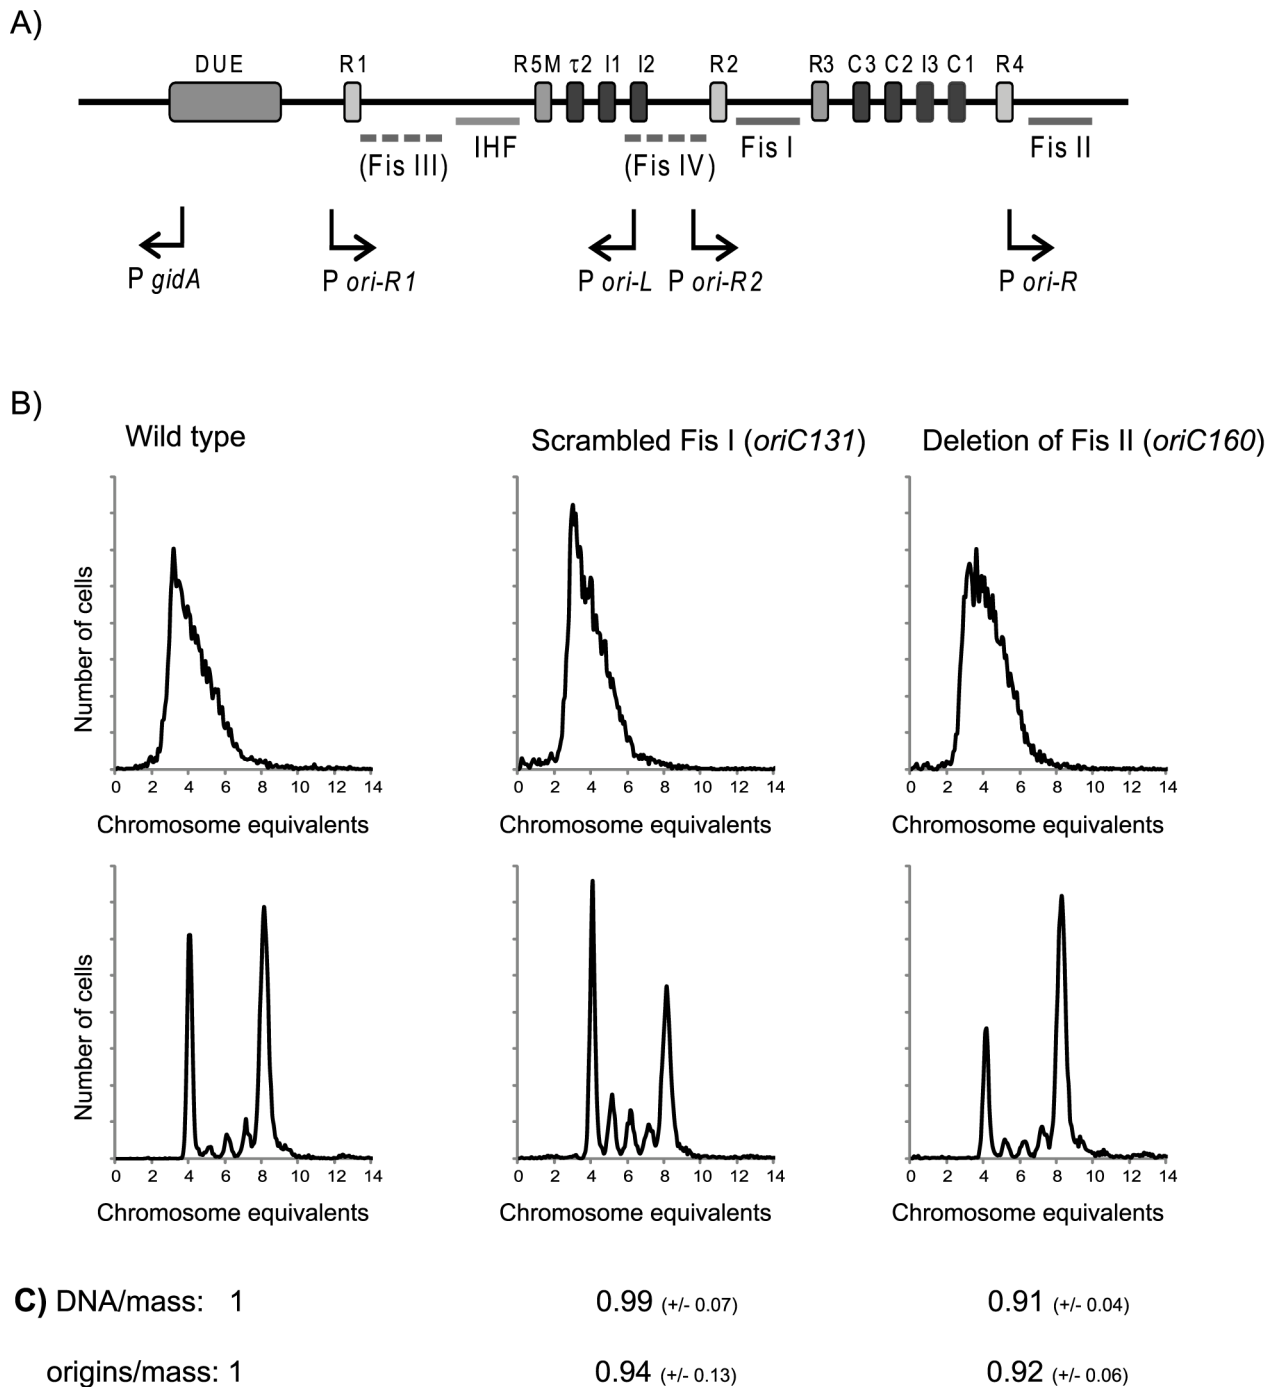 A)
DUE R1 R5M τ2 I1 I2 R2 R3 C3 C2 I3 C1 R4
(Fis III) IHF (Fis IV) Fis I Fis II
P gidA P ori-R1 P ori-L P ori-R2 P ori-R
B)
Wild type Scrambled Fis I (oriC131) Deletion of Fis II (oriC160)
Number of cells
0 2 4 6 8 10 12 14 0 2 4 6 8 10 12 14 0 2 4 6 8 10 12 14
Chromosome equivalents Chromosome equivalents Chromosome equivalents
Number of cells
0 2 4 6 8 10 12 14 0 2 4 6 8 10 12 14 0 2 4 6 8 10 12 14
Chromosome equivalents Chromosome equivalents Chromosome equivalents
C) DNA/mass: 1 0.99 (+/- 0.07) 0.91 (+/- 0.04)
origins/mass: 1 0.94 (+/- 0.13) 0.92 (+/- 0.06)